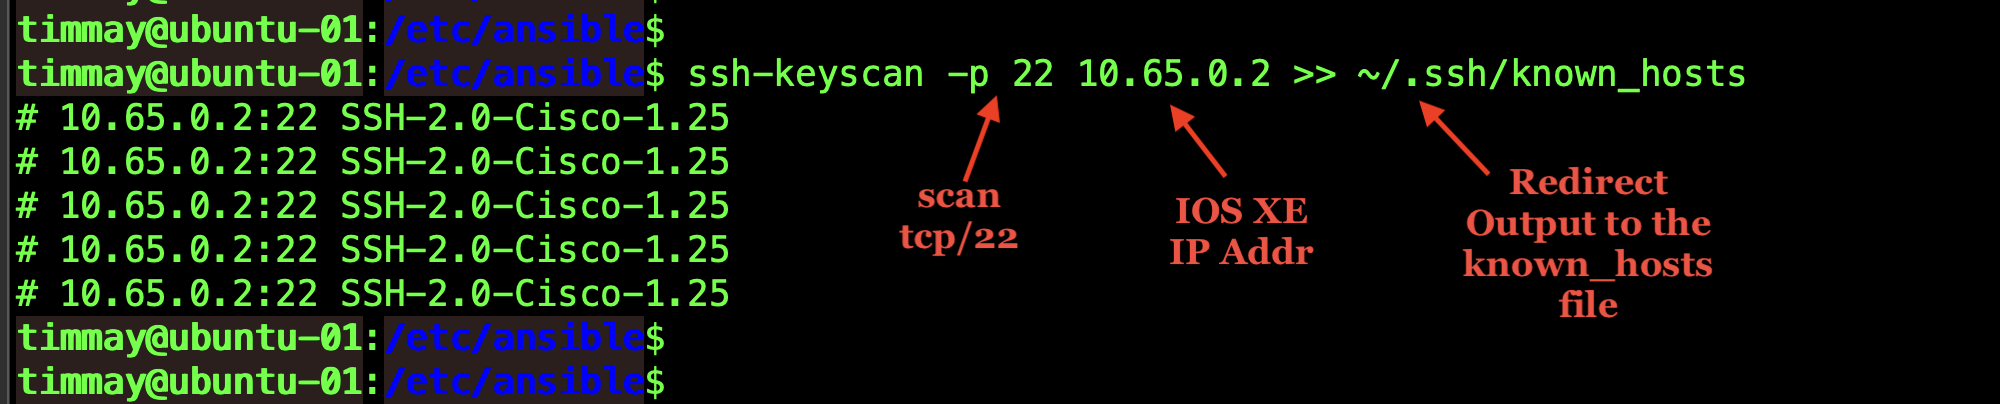 timmay@ubuntu-01:/etc/ansible$
timmay@ubuntu-01:/etc/ansible$ ssh-keyscan -p 22 10.65.0.2 >> ~/.ssh/known_hosts
# 10.65.0.2:22 SSH-2.0-Cisco-1.25
# 10.65.0.2:22 SSH-2.0-Cisco-1.25
# 10.65.0.2:22 SSH-2.0-Cisco-1.25
# 10.65.0.2:22 SSH-2.0-Cisco-1.25
# 10.65.0.2:22 SSH-2.0-Cisco-1.25
timmay@ubuntu-01:/etc/ansible$
timmay@ubuntu-01:/etc/ansible$
scan
tcp/22
IOS XE
IP Addr
Redirect
Output to the
known_hosts
file